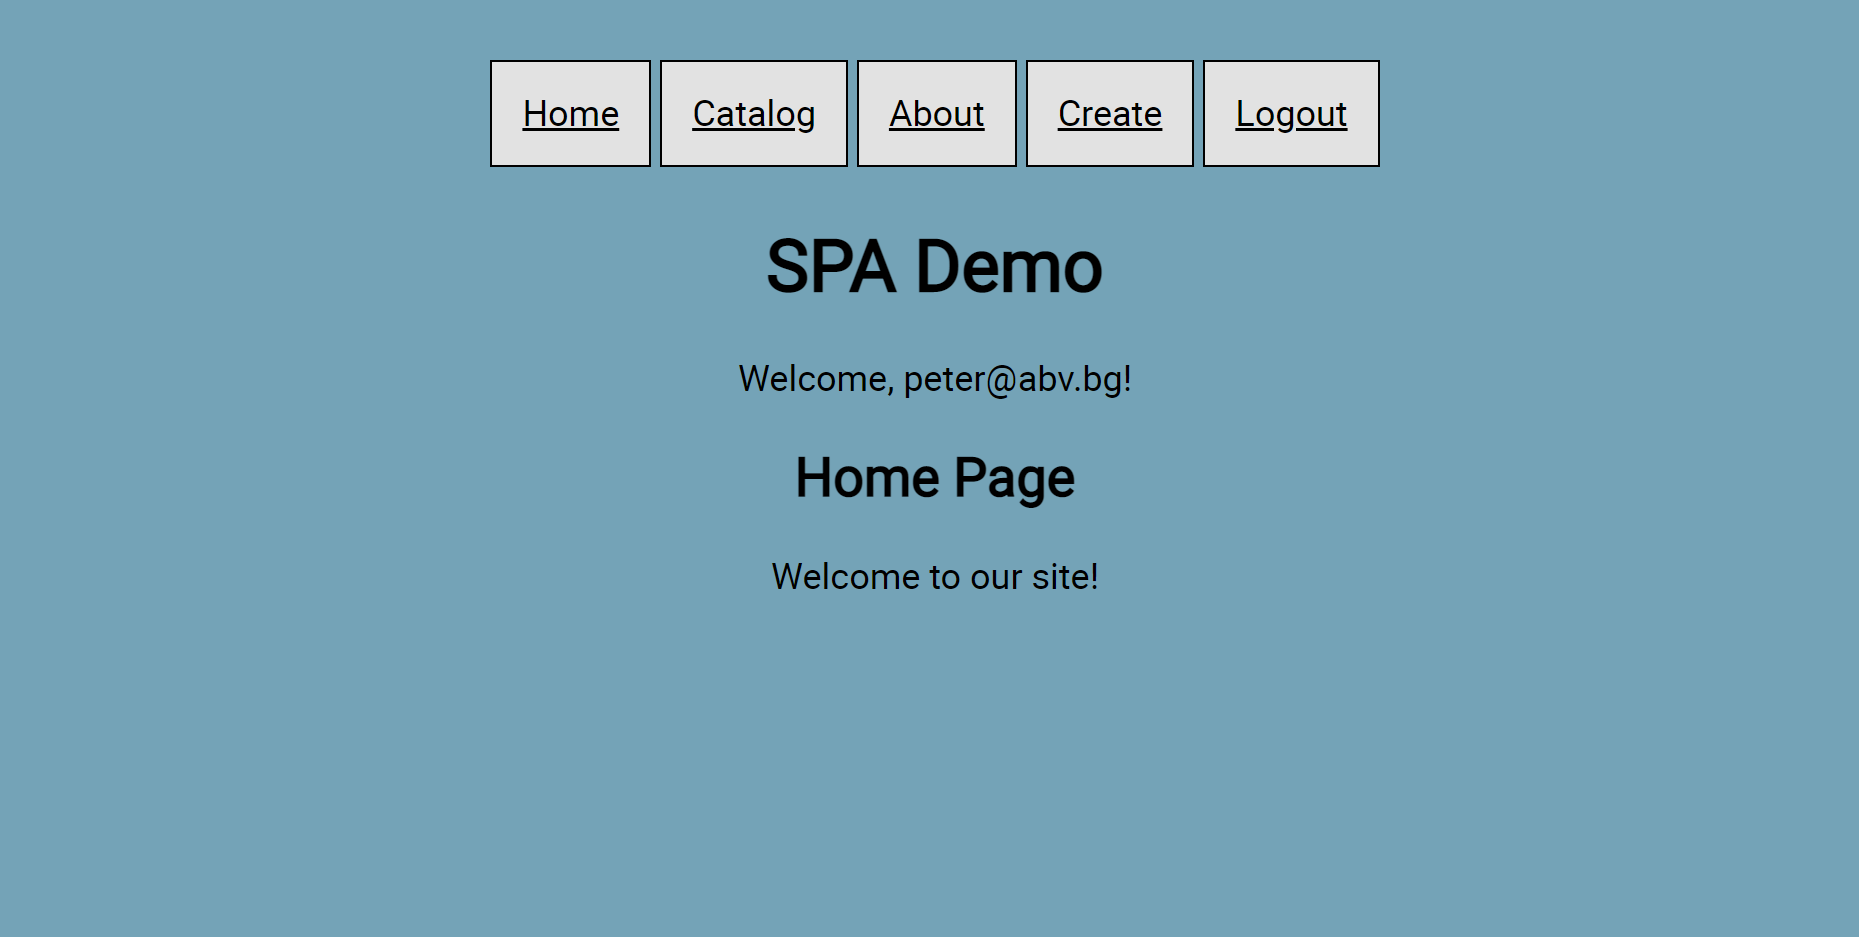 Home Catalog About Create Logout
SPA Demo
Welcome, peter@abv.bg!
Home Page
Welcome to our site!